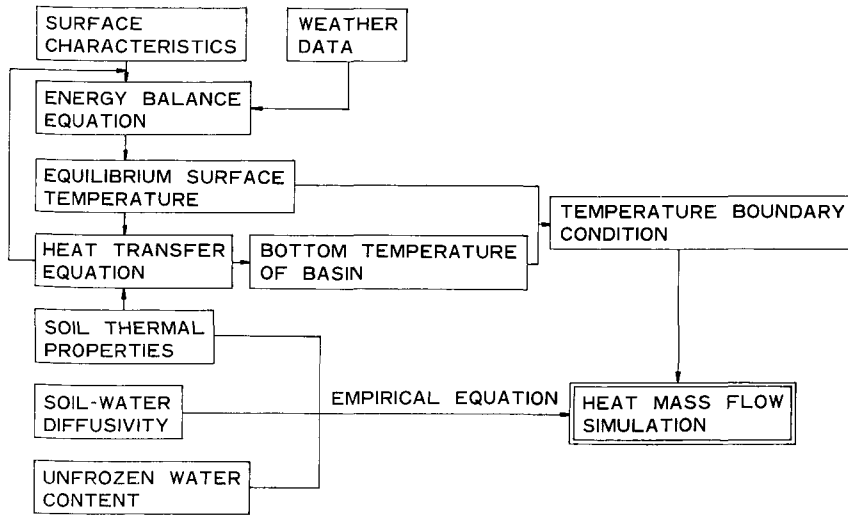 SURFACE
CHARACTERISTICS
WEATHER
DATA
ENERGY BALANCE
EQUATION
EQUILIBRIUM SURFACE
TEMPERATURE
TEMPERATURE BOUNDARY
CONDITION
HEAT TRANSFER
EQUATION
BOTTOM TEMPERATURE
OF BASIN
SOIL THERMAL
PROPERTIES
SOIL-WATER
DIFFUSIVITY
EMPIRICAL EQUATION
HEAT MASS FLOW
SIMULATION
UNFROZEN WATER
CONTENT